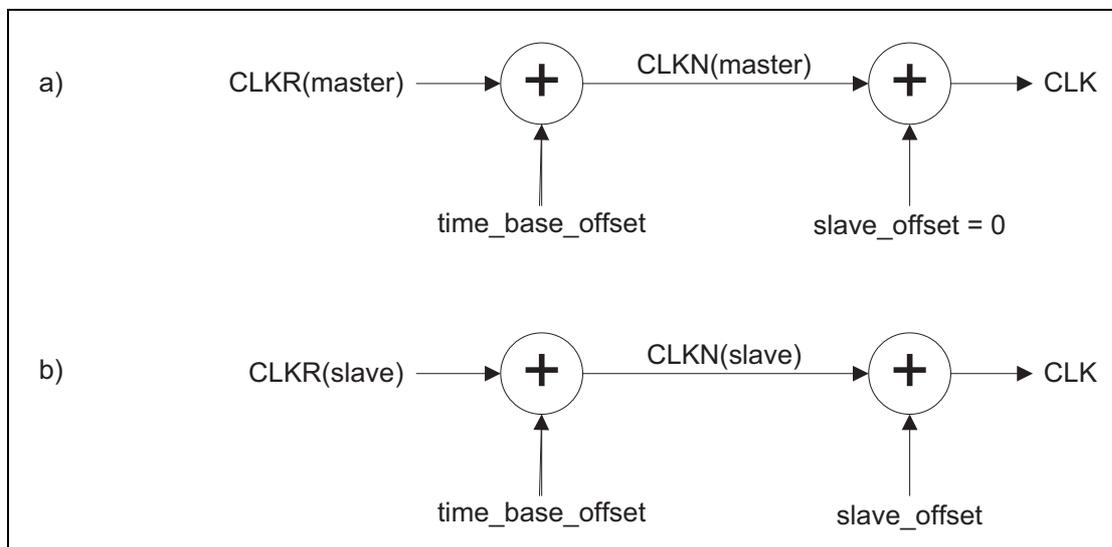 a)
CLKR(master)
+
CLKN(master)
+
CLK
time_base_offset
slave_offset = 0
b)
CLKR(slave)
+
CLKN(slave)
+
CLK
time_base_offset
slave_offset